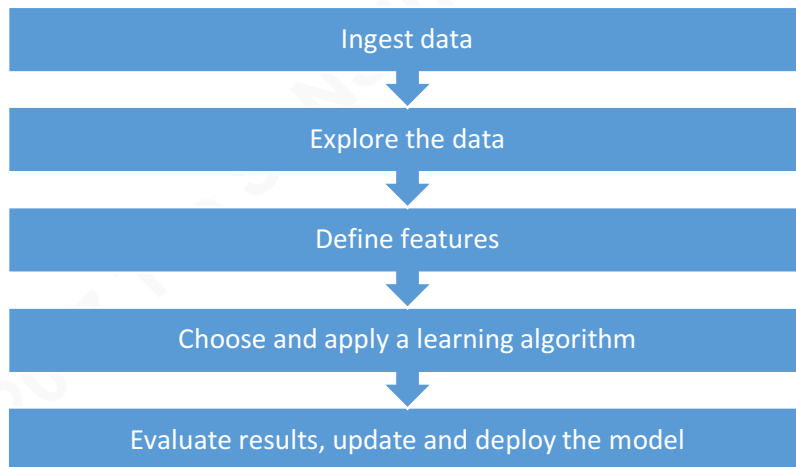 Ingest data
Explore the data
Define features
Choose and apply a learning algorithm
Evaluate results, update and deploy the model